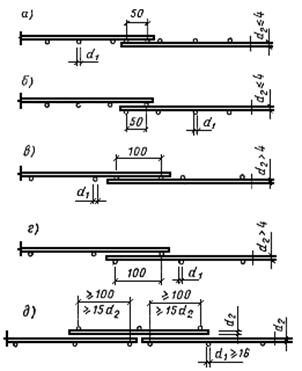 а)
50
d₁
d₂≤4
б)
50
d₁
d₂≤4
в)
100
d₁
d₂>4
г)
100
d₁
d₂>4
д)
≥100
≥15d₂
≥100
≥15d₂
d₂
d₁≥16